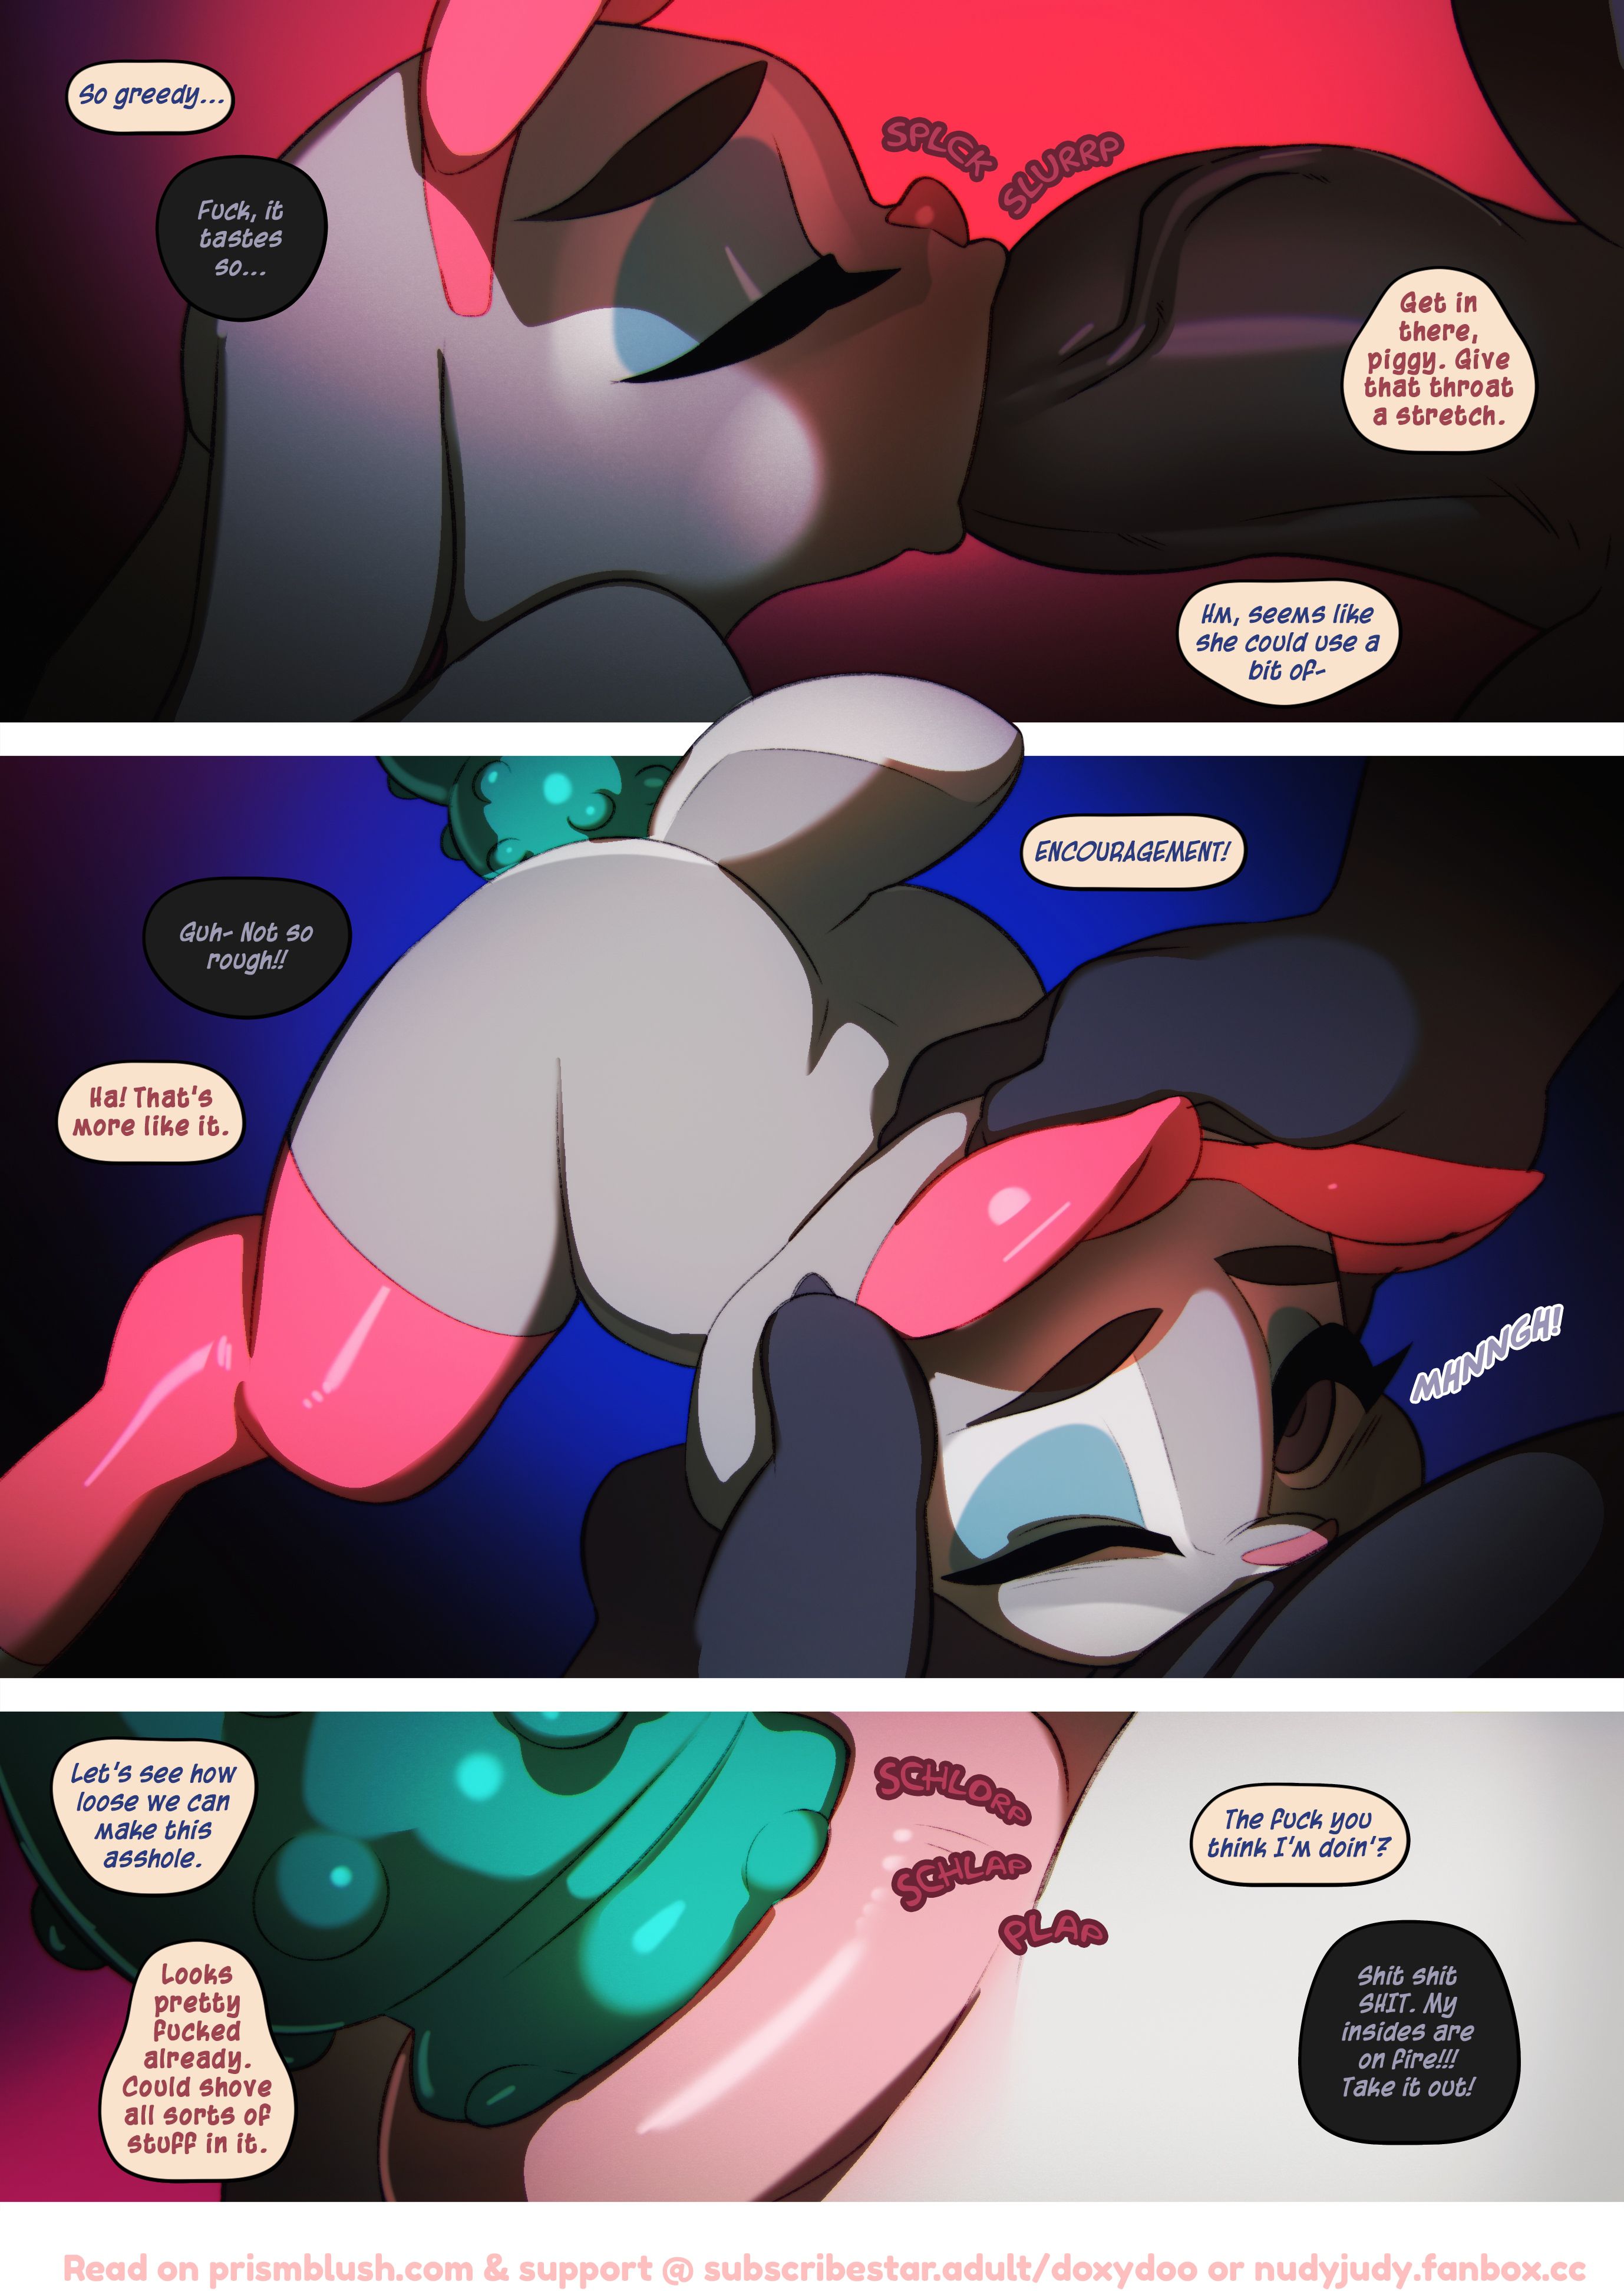 So greedy...
Fuck, it
tastes
so...
SPLCK
SLURRP
Get in
there,
piggy. Give
that throat
a stretch.
Hm, seems like
she could use a
bit of-
ENCOURAGEMENT!
Guh- Not so
rough!!
Ha! That's
more like it.
MHNNGH!
Let's see how
loose we can
make this
asshole.
SCHLORP
SCHLAP
PLAP
The fuck you
think I'm doin'?
Looks
pretty
fucked
already.
Could shove
all sorts of
stuff in it.
Shit shit
SHIT. My
insides are
on fire!!!
Take it out!
Read on prismblush.com & support @ subscribestar.adult/doxydoo or nudyjudy.fanbox.cc